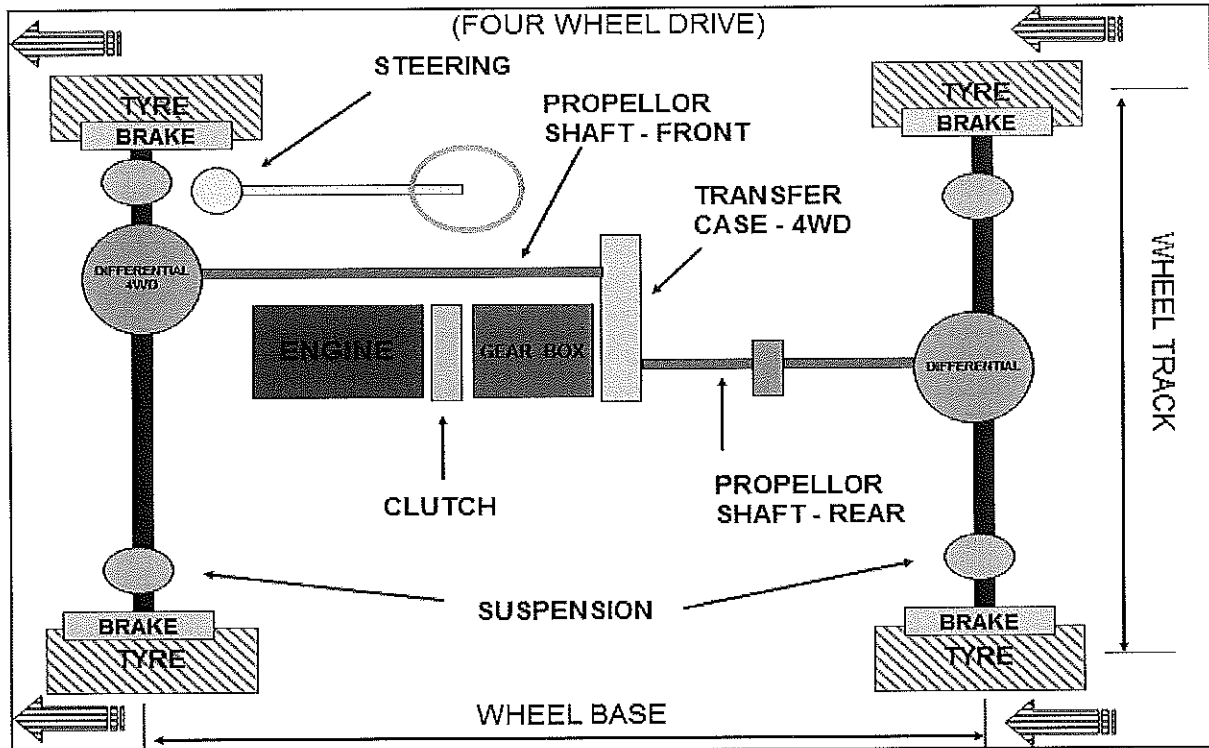 (FOUR WHEEL DRIVE)
STEERING
TYRE
BRAKE
PROPELLOR
SHAFT - FRONT
TYRE
BRAKE
TRANSFER
CASE - 4WD
DIFFERENTIAL
4WD
ENGINE
GEAR BOX
DIFFERENTIAL
WHEEL TRACK
CLUTCH
PROPELLOR
SHAFT - REAR
SUSPENSION
BRAKE
TYRE
BRAKE
TYRE
WHEEL BASE